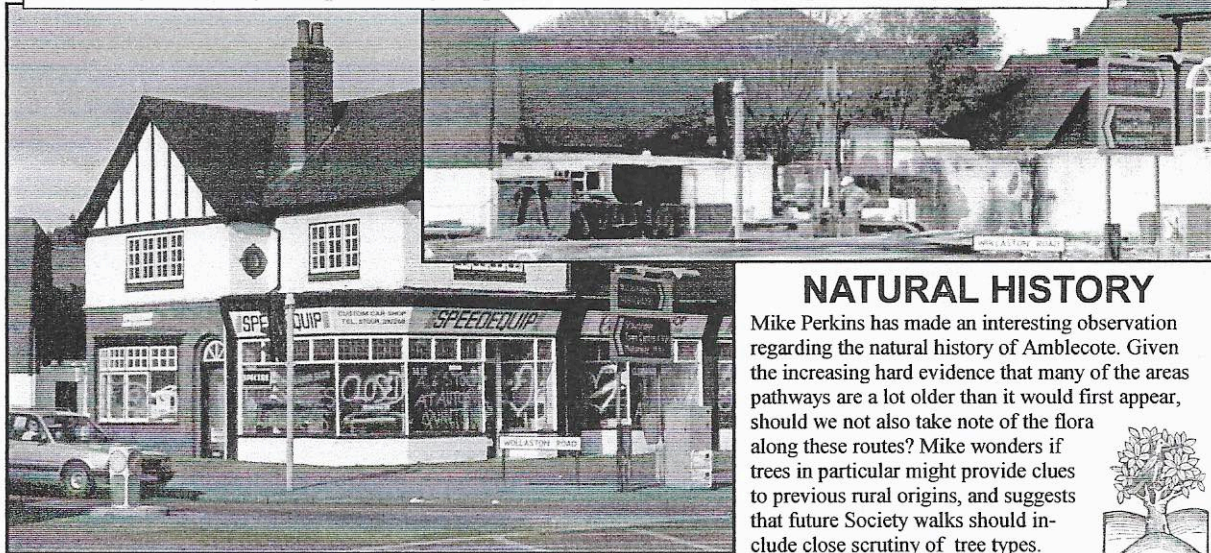 SPEEDEQUIP
CUSTOM CAR SHOP
SPEEDEQUIP
CLOSED
WOLLASTON ROAD
WOLLASTON ROAD
NATURAL HISTORY
Mike Perkins has made an interesting observation
regarding the natural history of Amblecote. Given
the increasing hard evidence that many of the areas
pathways are a lot older than it would first appear,
should we not also take note of the flora
along these routes? Mike wonders if
trees in particular might provide clues
to previous rural origins, and suggests
that future Society walks should in-
clude close scrutiny of tree types.